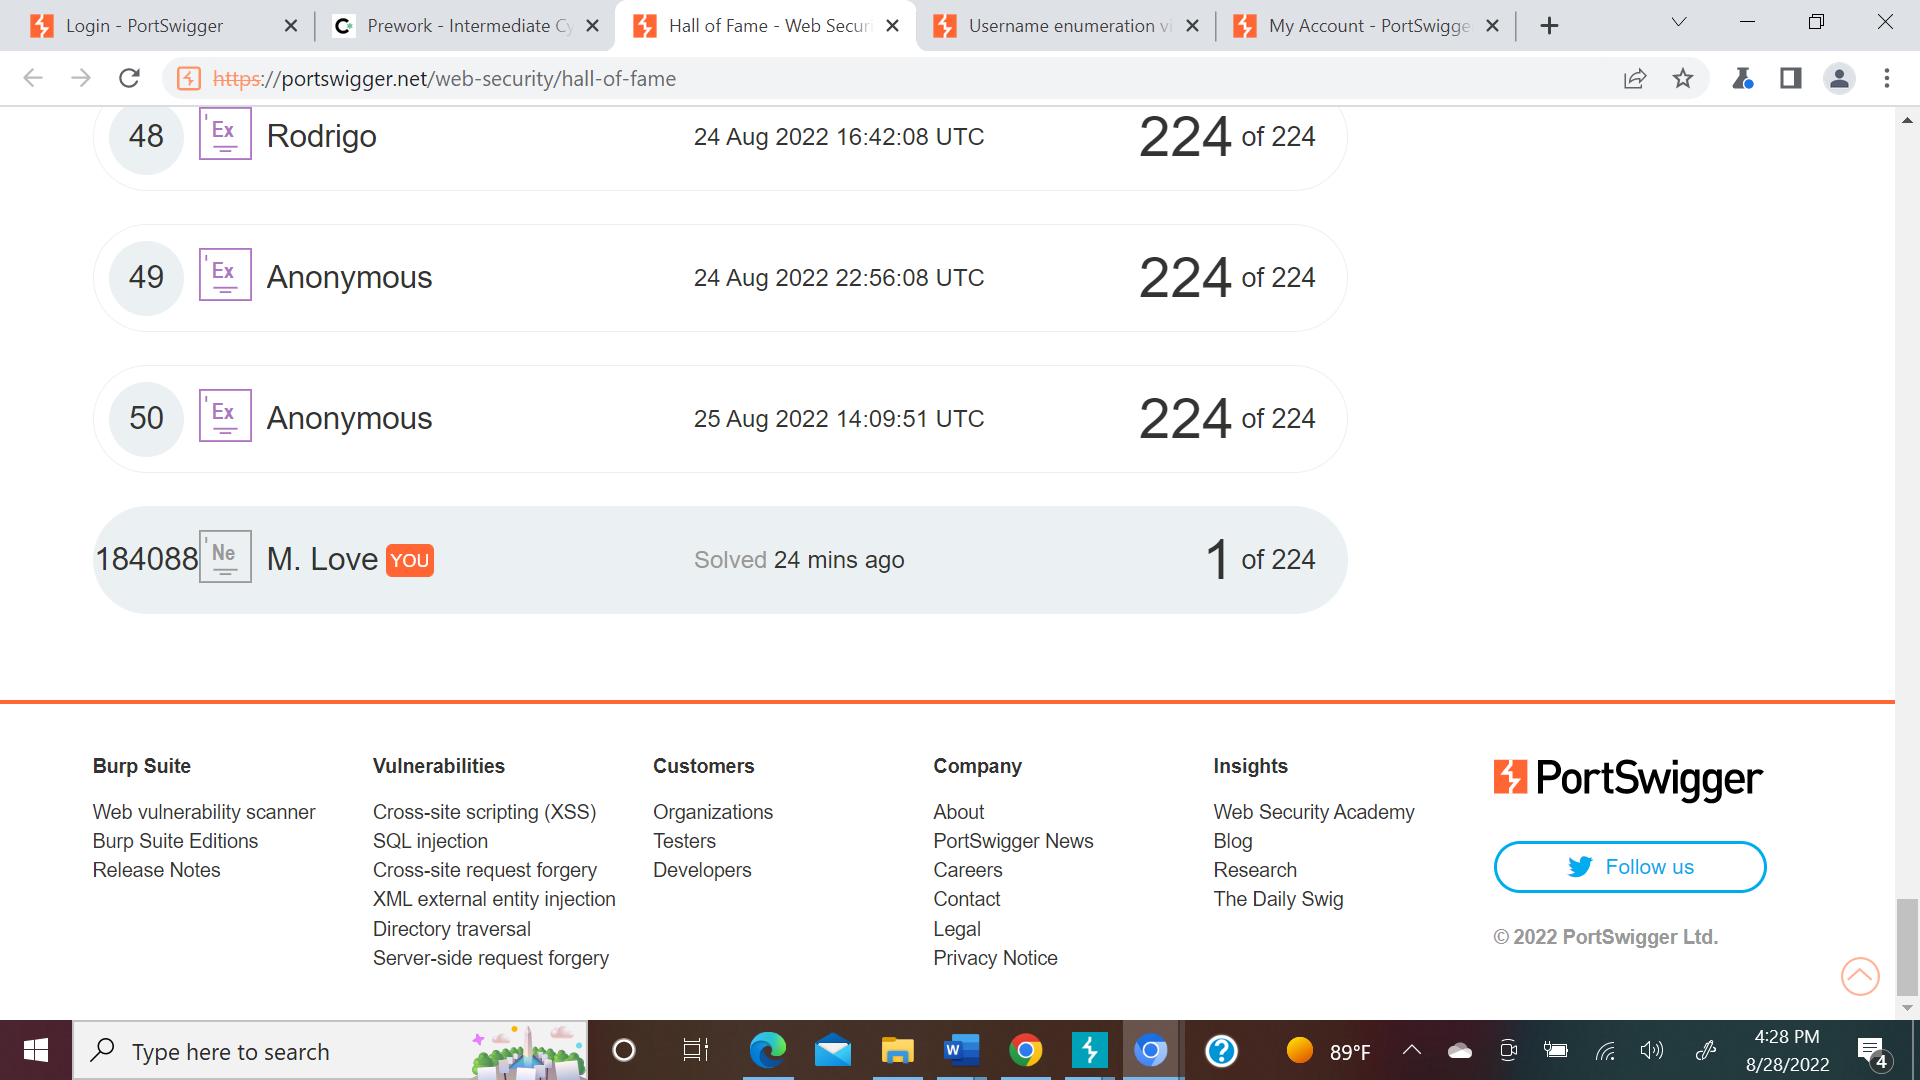 Login - PortSwigger
Prework - Intermediate Cy
Hall of Fame - Web Securi
Username enumeration vi
My Account - PortSwigge
https://portswigger.net/web-security/hall-of-fame
48 Ex Rodrigo 24 Aug 2022 16:42:08 UTC 224 of 224
49 Ex Anonymous 24 Aug 2022 22:56:08 UTC 224 of 224
50 Ex Anonymous 25 Aug 2022 14:09:51 UTC 224 of 224
184088 Ne M. Love YOU Solved 24 mins ago 1 of 224
Burp Suite
Web vulnerability scanner
Burp Suite Editions
Release Notes
Vulnerabilities
Cross-site scripting (XSS)
SQL injection
Cross-site request forgery
XML external entity injection
Directory traversal
Server-side request forgery
Customers
Organizations
Testers
Developers
Company
About
PortSwigger News
Careers
Contact
Legal
Privacy Notice
Insights
Web Security Academy
Blog
Research
The Daily Swig
PortSwigger
Follow us
© 2022 PortSwigger Ltd.
Type here to search
W
89°F
4:28 PM
8/28/2022
4